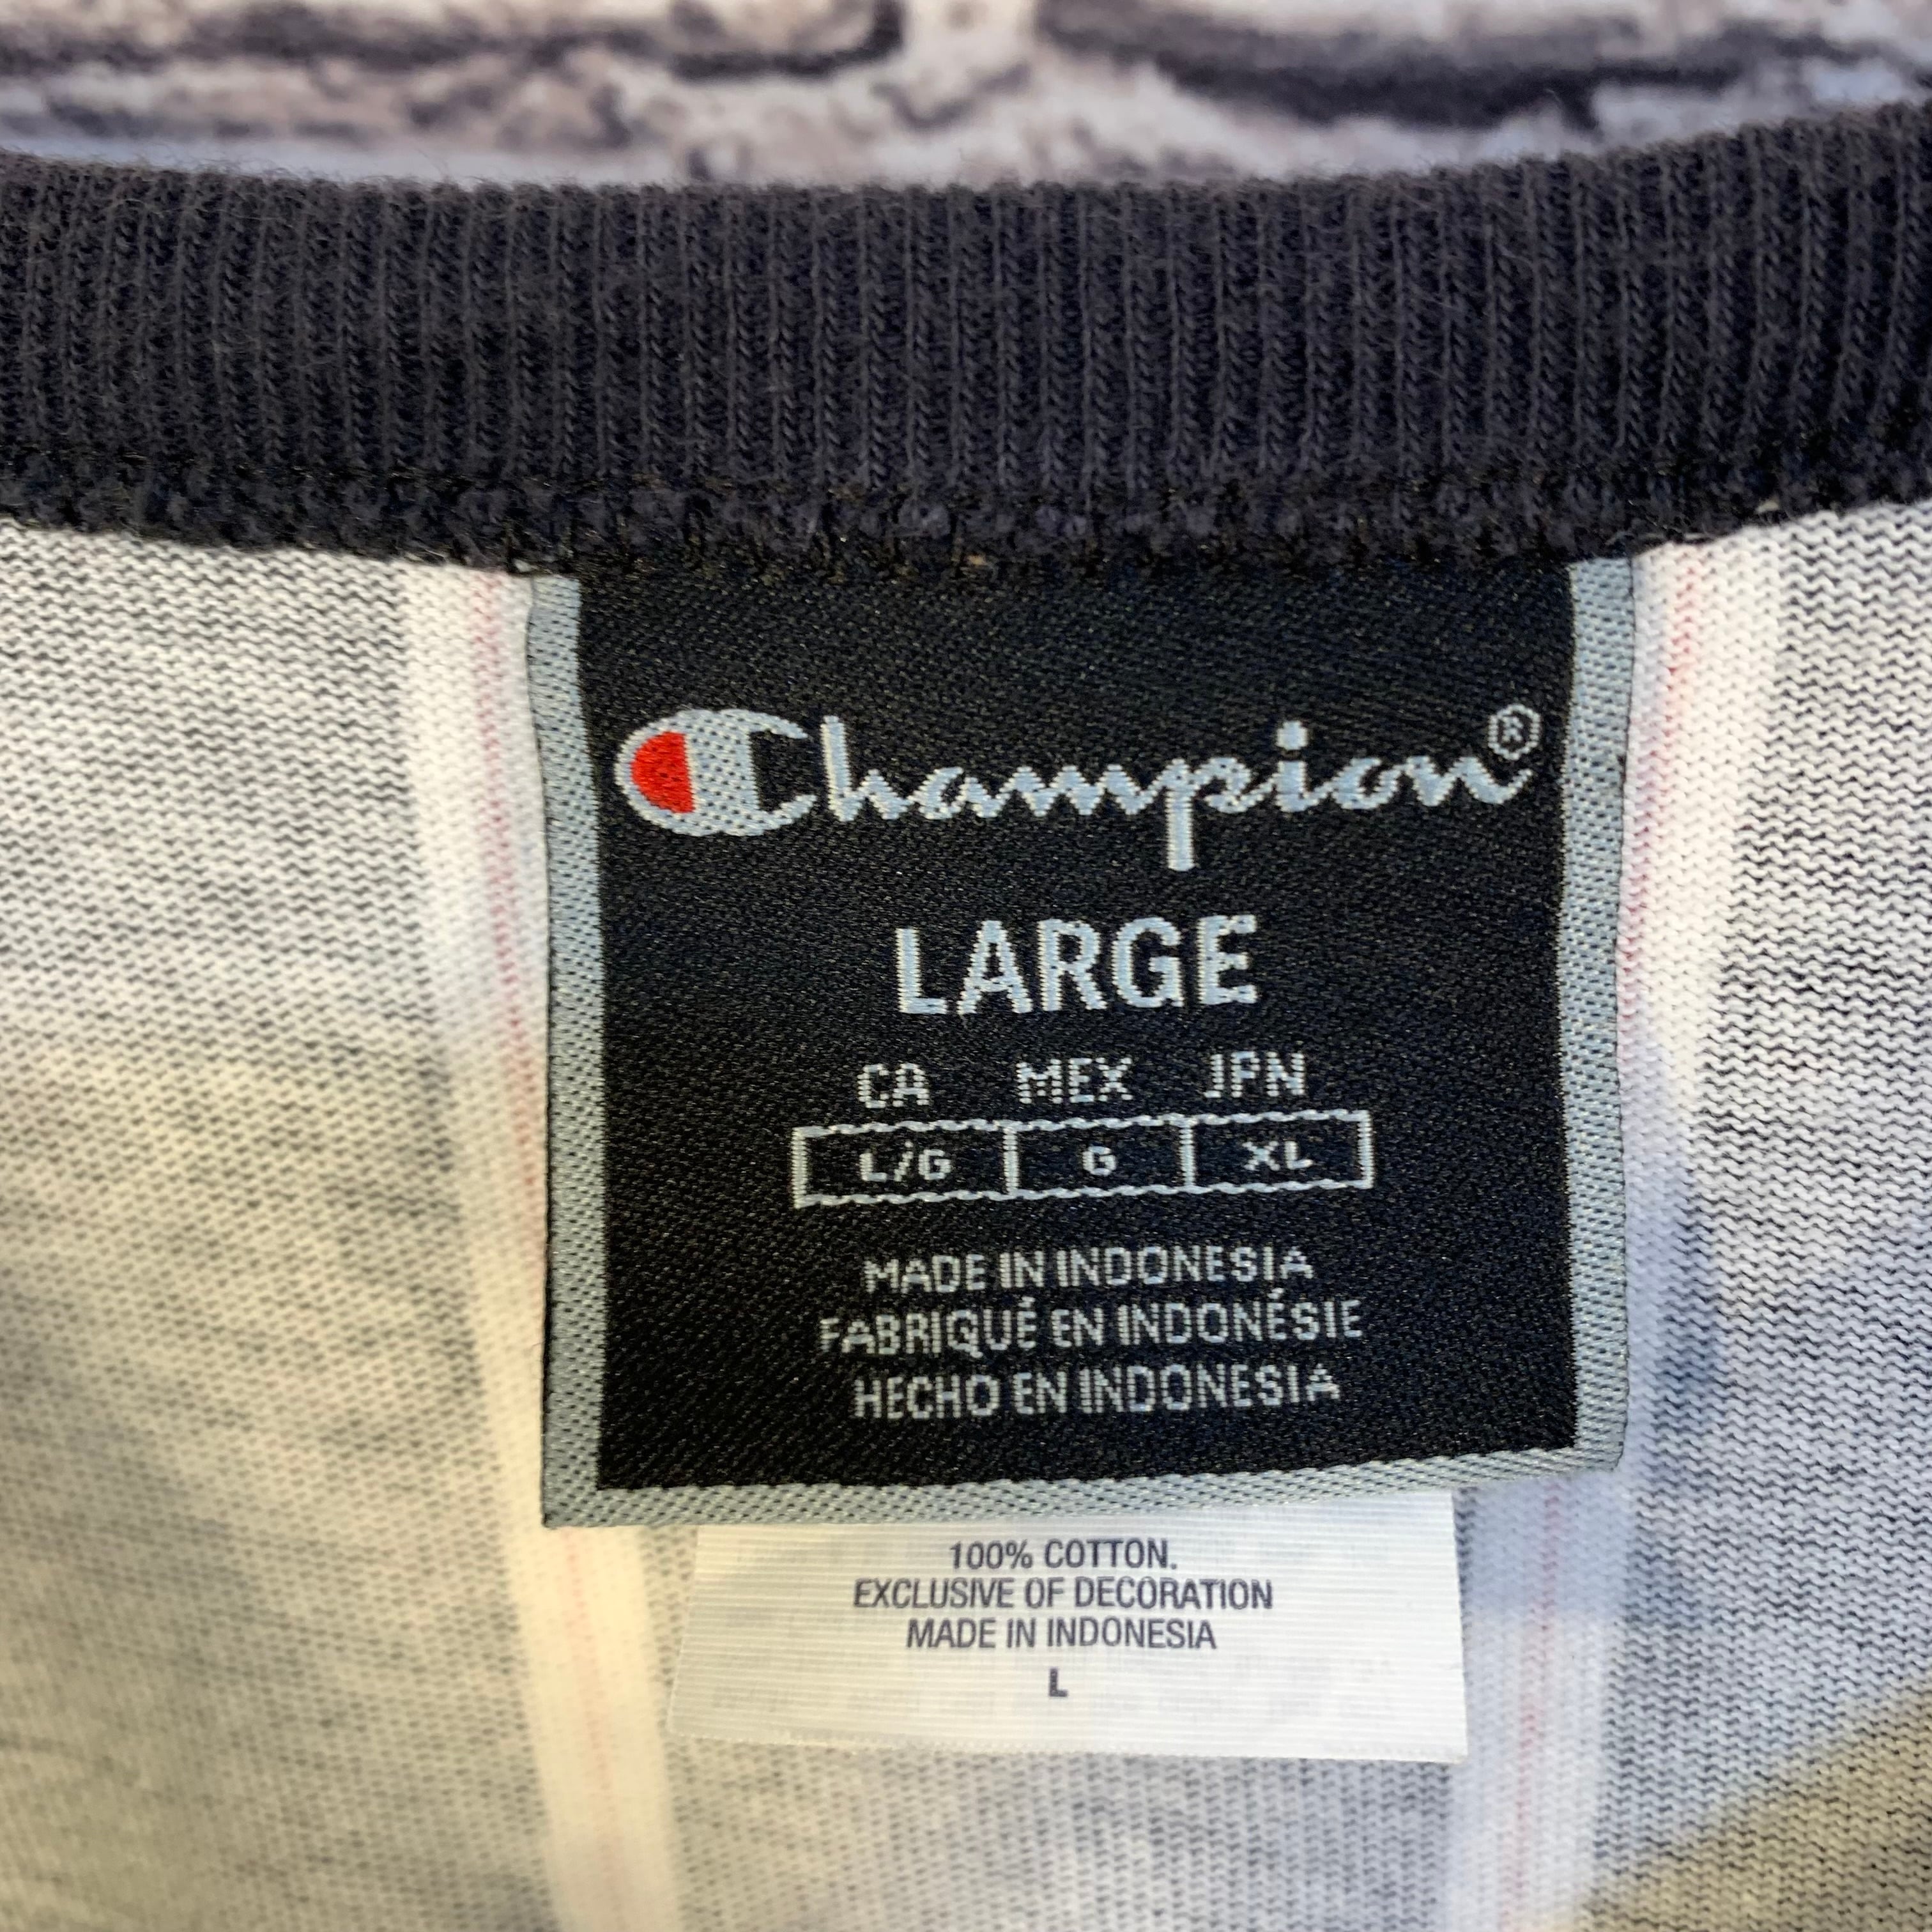 Champion®
LARGE
CA MEX JPN
L/G G XL
MADE IN INDONESIA
FABRIQUÉ EN INDONÉSIE
HECHO EN INDONESIA
100% COTTON.
EXCLUSIVE OF DECORATION
MADE IN INDONESIA
L